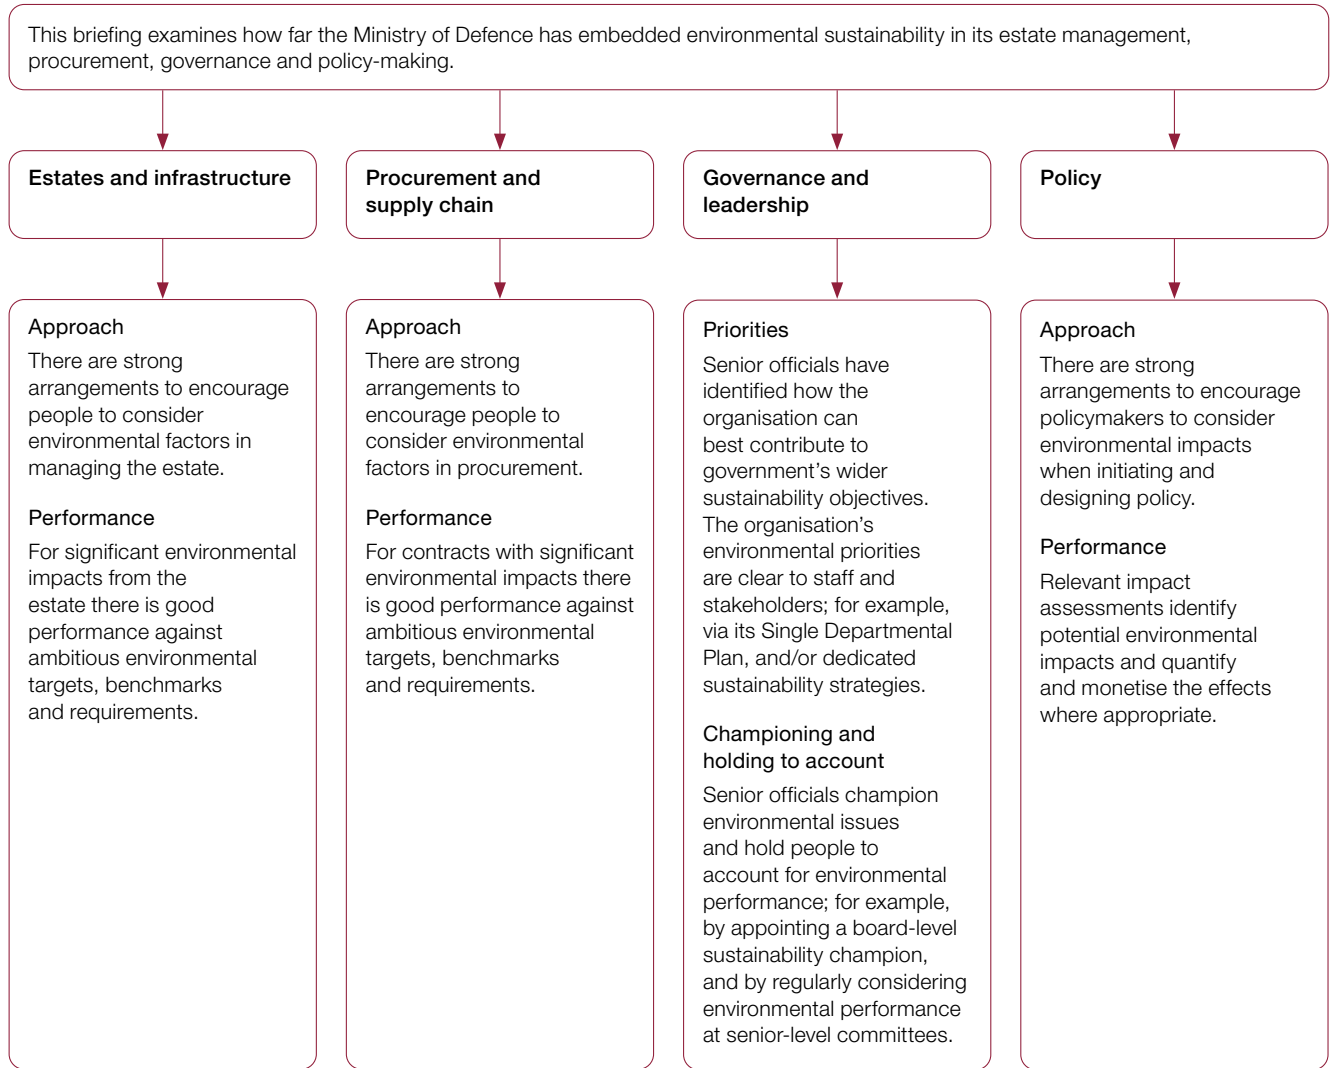 This briefing examines how far the Ministry of Defence has embedded environmental sustainability in its estate management,
procurement, governance and policy-making.
Estates and infrastructure
Procurement and
supply chain
Governance and
leadership
Policy
Approach
There are strong
arrangements to encourage
people to consider
environmental factors in
managing the estate.
Performance
For significant environmental
impacts from the
estate there is good
performance against
ambitious environmental
targets, benchmarks
and requirements.
Approach
There are strong
arrangements to
encourage people to
consider environmental
factors in procurement.
Performance
For contracts with significant
environmental impacts there
is good performance against
ambitious environmental
targets, benchmarks
and requirements.
Priorities
Senior officials have
identified how the
organisation can
best contribute to
government’s wider
sustainability objectives.
The organisation’s
environmental priorities
are clear to staff and
stakeholders; for example,
via its Single Departmental
Plan, and/or dedicated
sustainability strategies.
Championing and
holding to account
Senior officials champion
environmental issues
and hold people to
account for environmental
performance; for example,
by appointing a board-level
sustainability champion,
and by regularly considering
environmental performance
at senior-level committees.
Approach
There are strong
arrangements to encourage
policymakers to consider
environmental impacts
when initiating and
designing policy.
Performance
Relevant impact
assessments identify
potential environmental
impacts and quantify
and monetise the effects
where appropriate.